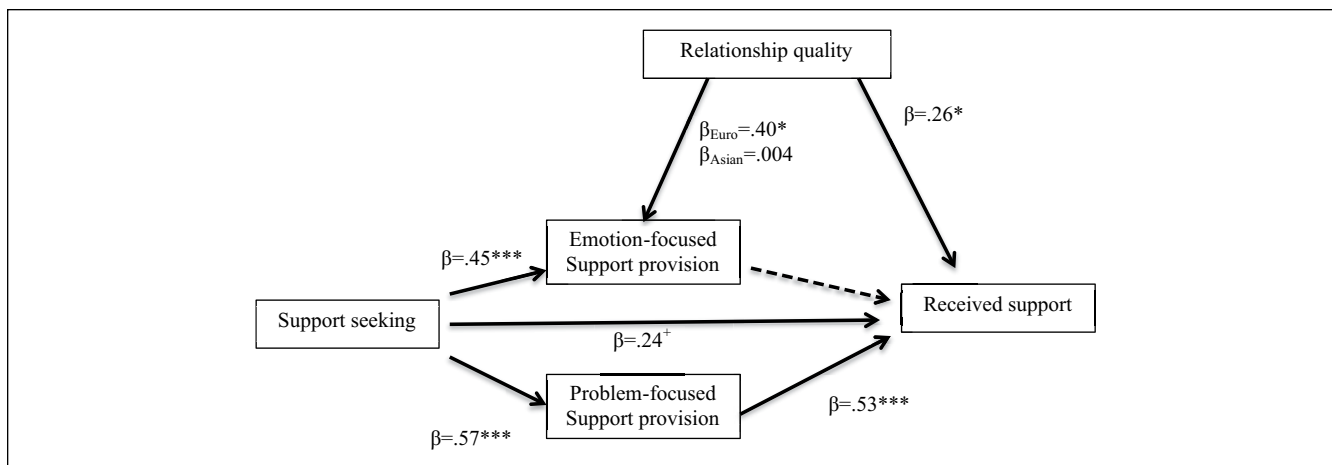 Relationship quality
β=.26*
βEuro=.40*
βAsian=.004
Emotion-focused
Support provision
β=.45***
Received support
Support seeking
β=.24+
Problem-focused
Support provision
β=.53***
β=.57***